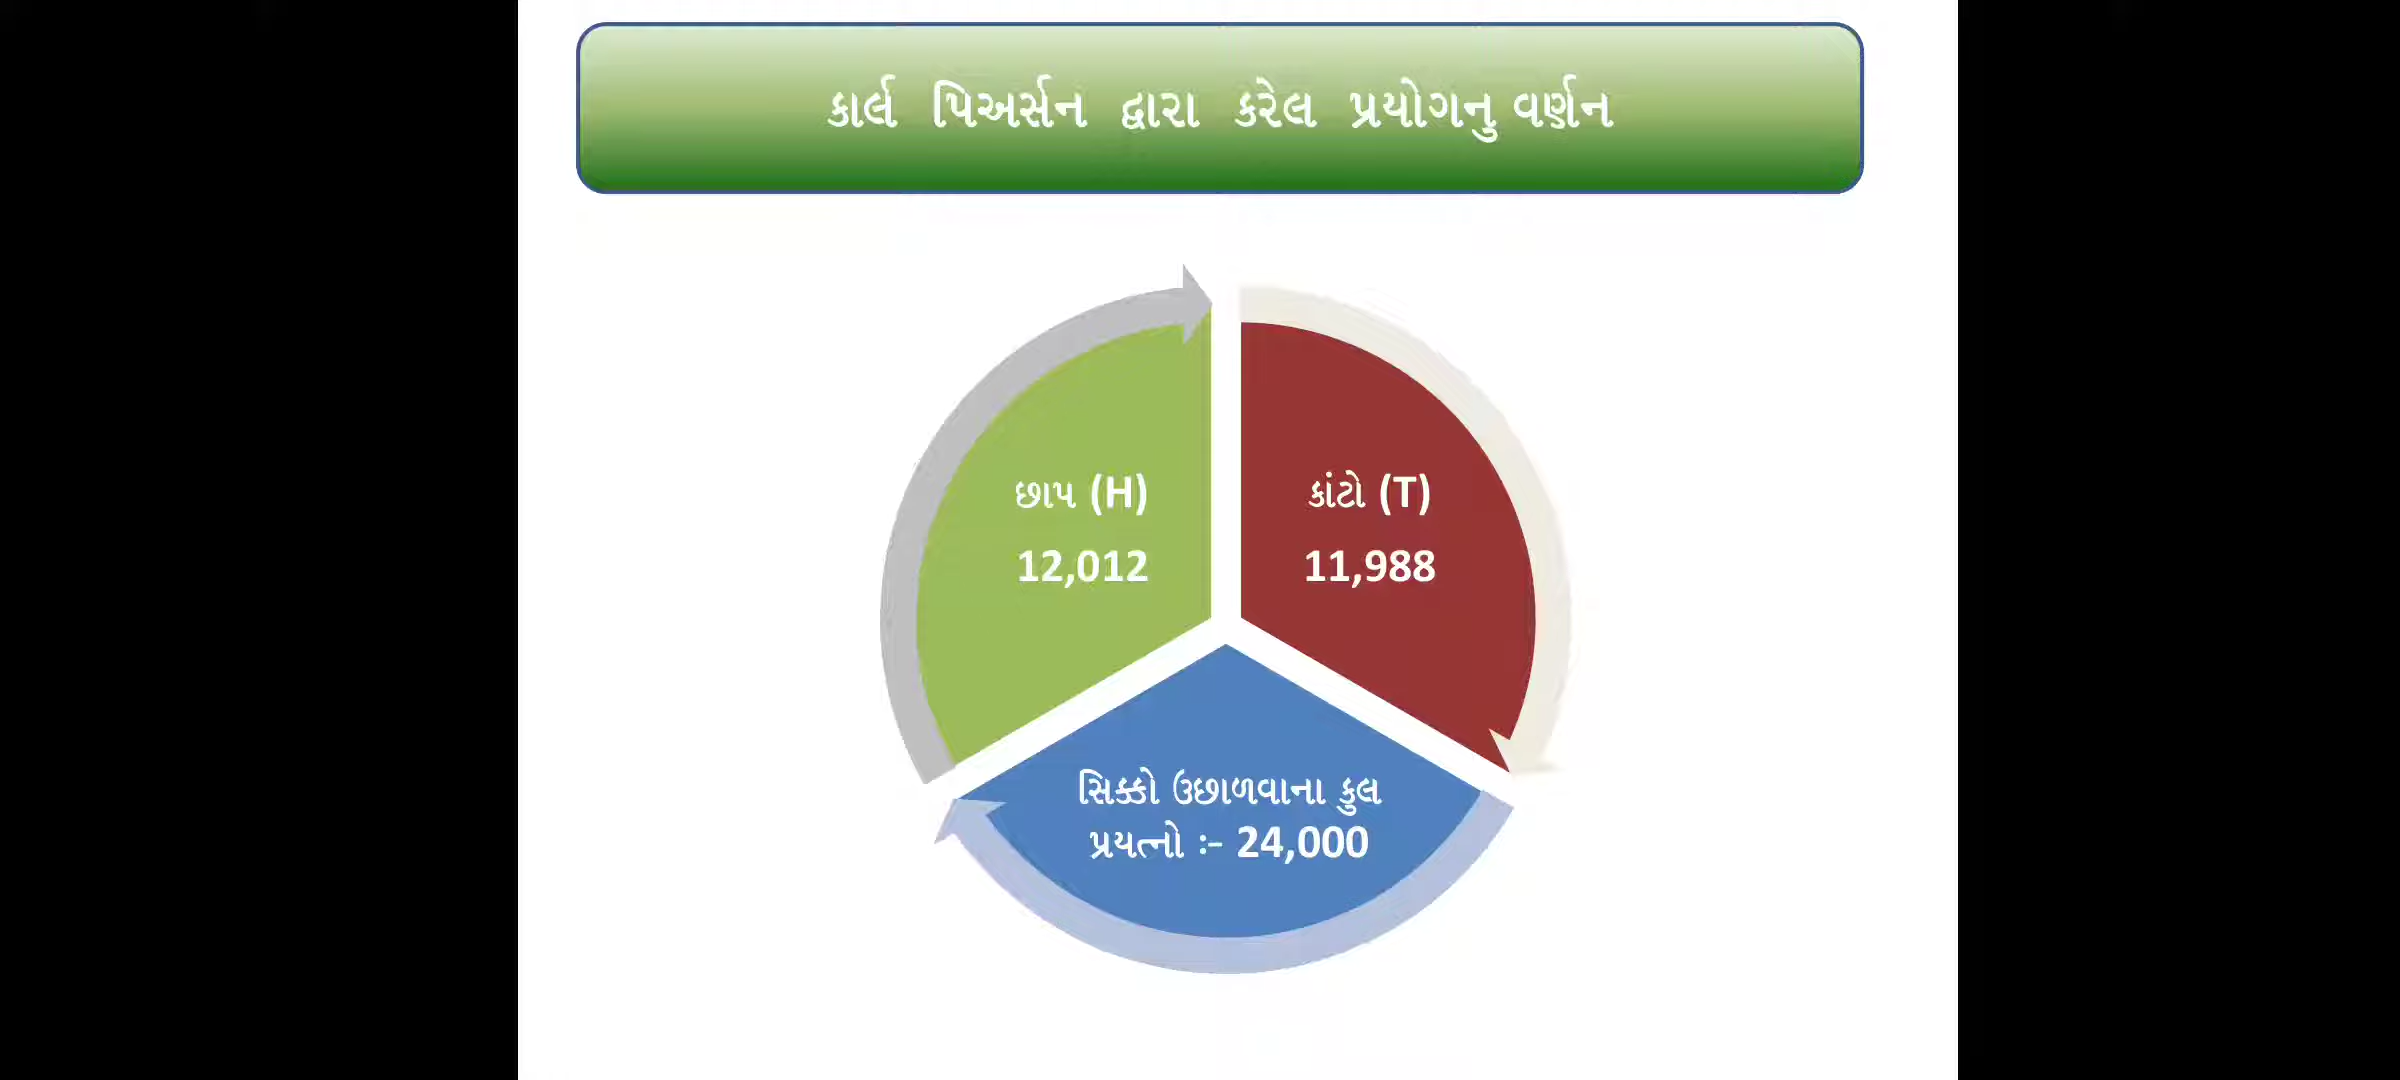 કાર્લ પિઅર્સન દ્વારા કરેલ પ્રયોગનુ વર્ણન
છાપ (H)
12,012
કાંટો (T)
11,988
સિક્કો ઉછાળવાના કુલ
પ્રયત્નો :- 24,000